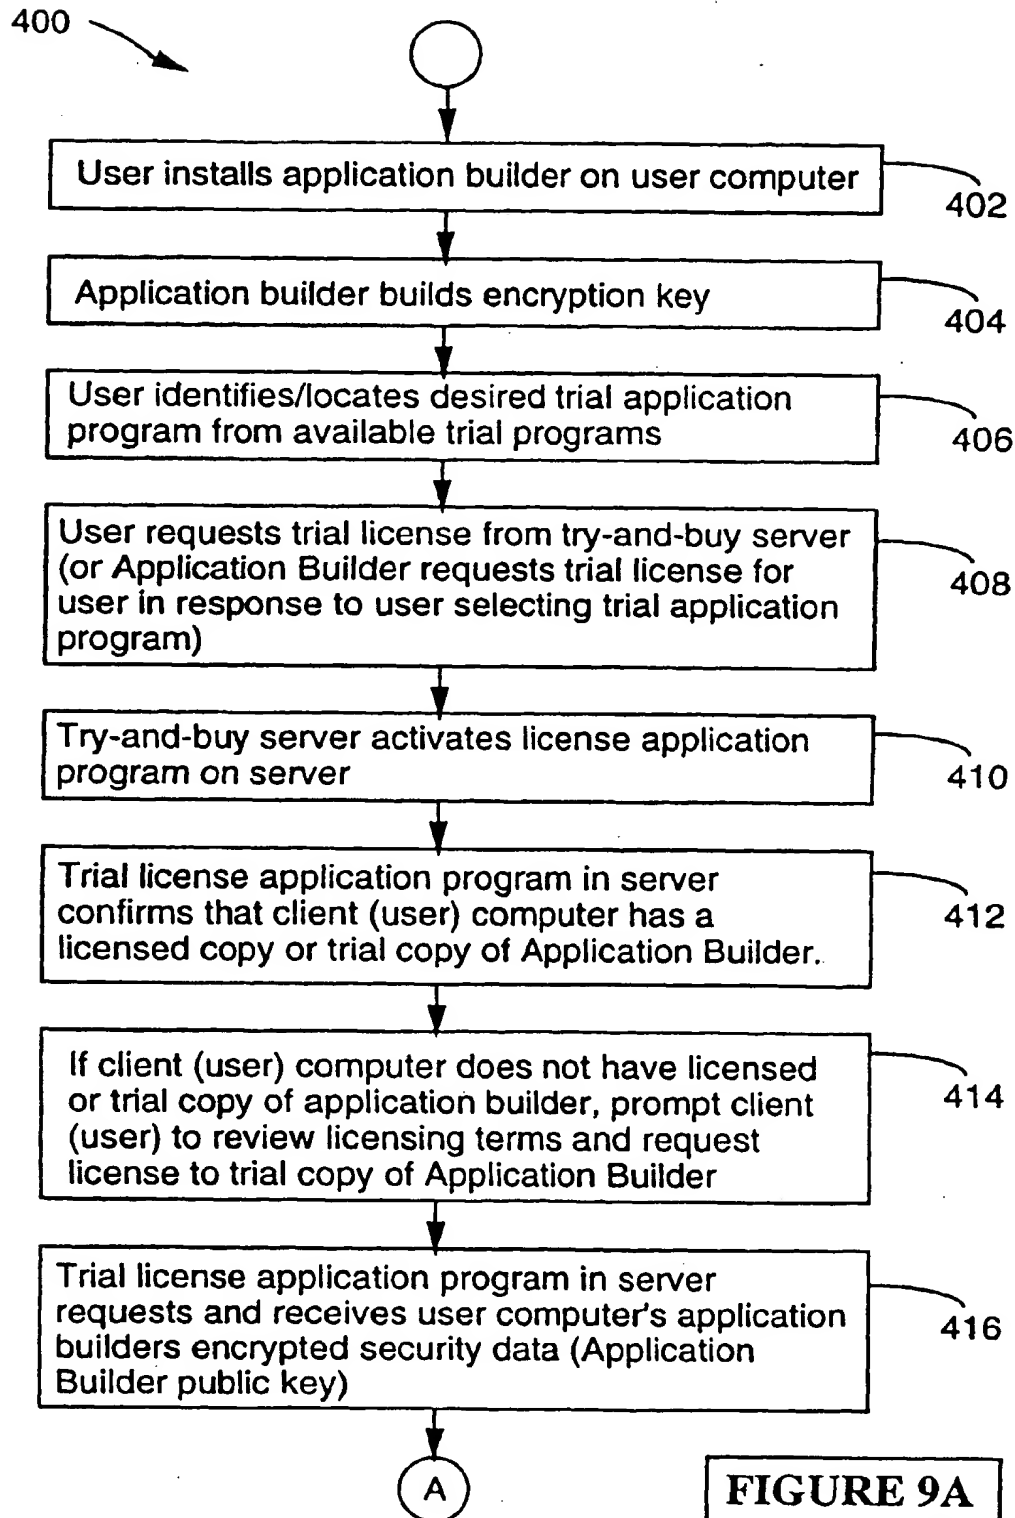 400
User installs application builder on user computer
402
Application builder builds encryption key
404
User identifies/locates desired trial application
program from available trial programs
406
User requests trial license from try-and-buy server
(or Application Builder requests trial license for
user in response to user selecting trial application
program)
408
Try-and-buy server activates license application
program on server
410
Trial license application program in server
confirms that client (user) computer has a
licensed copy or trial copy of Application Builder.
412
If client (user) computer does not have licensed
or trial copy of application builder, prompt client
(user) to review licensing terms and request
license to trial copy of Application Builder
414
Trial license application program in server
requests and receives user computer's application
builders encrypted security data (Application
Builder public key)
416
A
FIGURE 9A